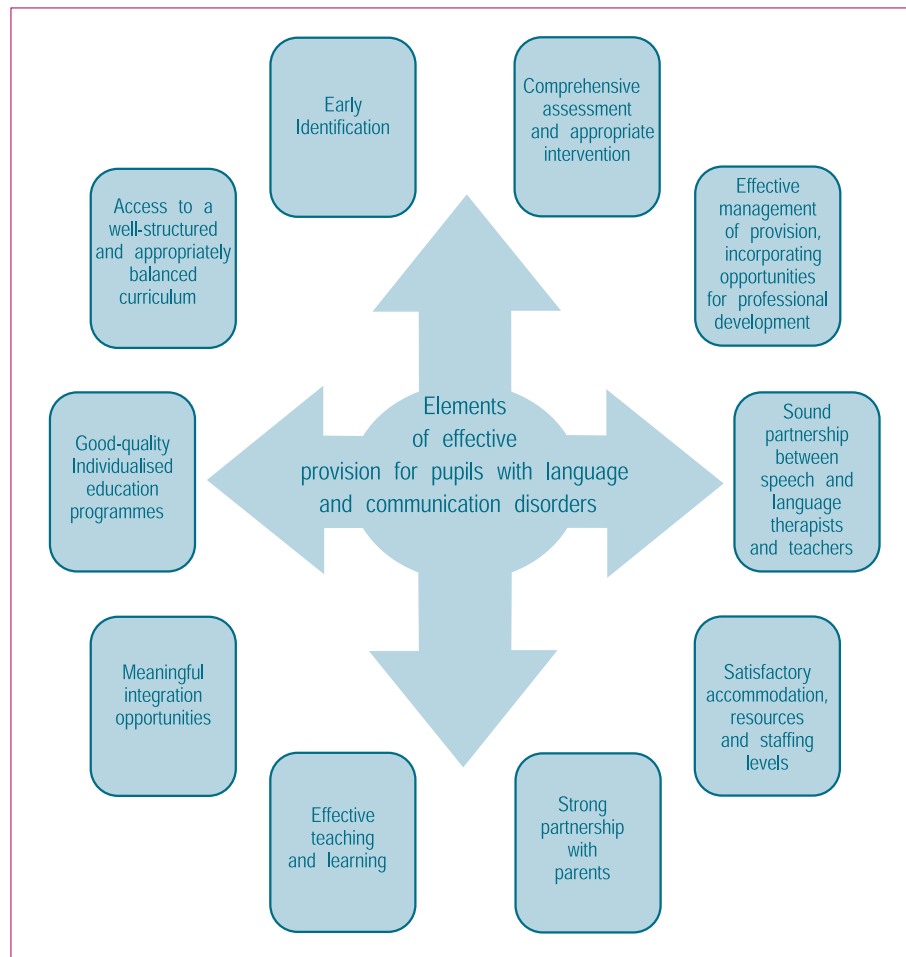 Early
Identification
Comprehensive
assessment
and appropriate
intervention
Access to a
well-structured
and appropriately
balanced
curriculum
Effective
management
of provision,
incorporating
opportunities
for professional
development
Elements
of effective
provision for pupils with language
and communication disorders
Good-quality
Individualised
education
programmes
Sound
partnership
between
speech and
language
therapists
and teachers
Meaningful
integration
opportunities
Satisfactory
accommodation,
resources
and staffing
levels
Effective
teaching
and learning
Strong
partnership
with
parents